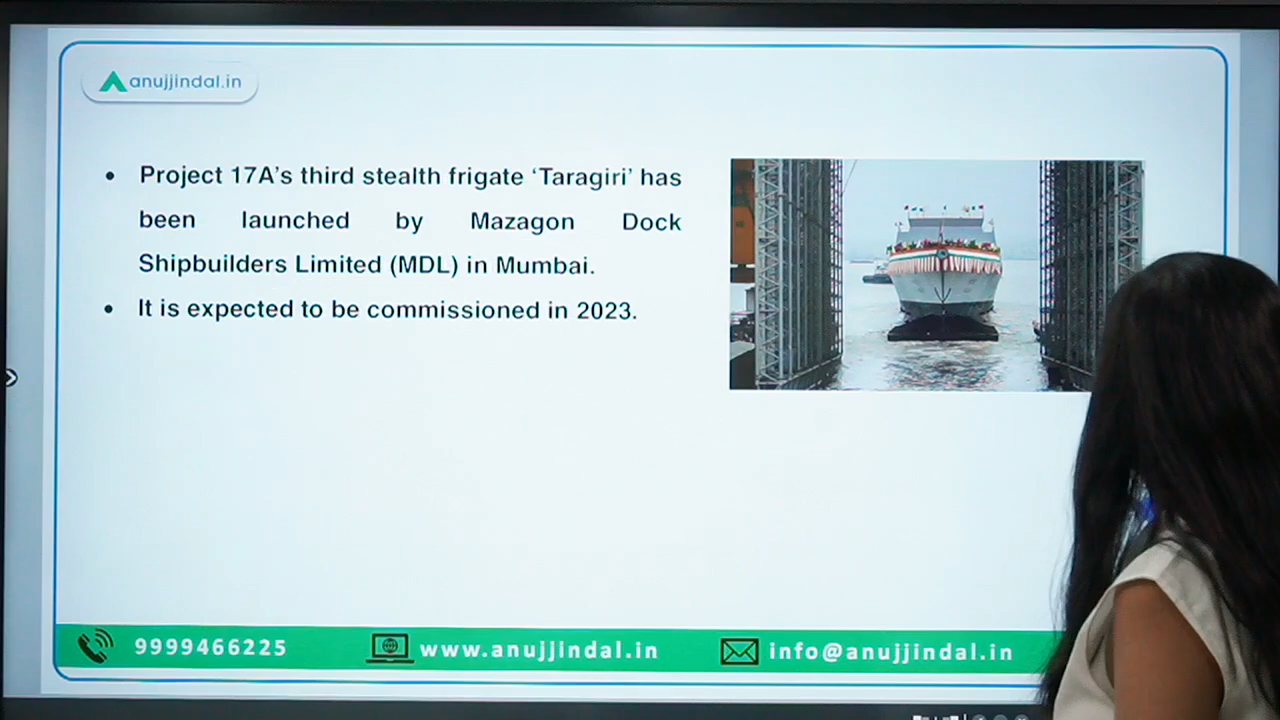 anujjindal.in
• Project 17A’s third stealth frigate ‘Taragiri’ has
been launched by Mazagon Dock
Shipbuilders Limited (MDL) in Mumbai.
• It is expected to be commissioned in 2023.
9999466225 www.anujjindal.in info@anujjindal.in